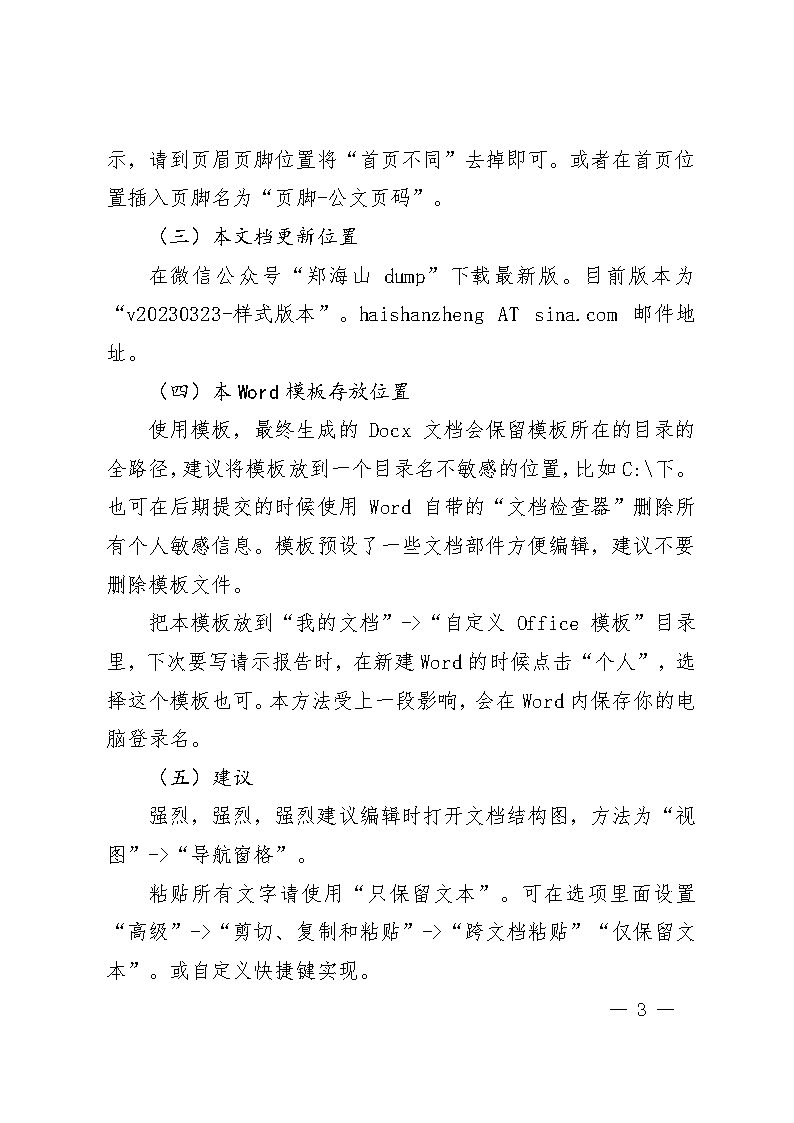 示，请到页眉页脚位置将“首页不同”去掉即可。或者在首页位
置插入页脚名为“页脚-公文页码”。
（三）本文档更新位置
在微信公众号“郑海山 dump”下载最新版。目前版本为
“v20230323-样式版本”。haishanzheng AT sina.com 邮件地
址。
（四）本 Word 模板存放位置
使用模板，最终生成的 Docx 文档会保留模板所在的目录的
全路径，建议将模板放到一个目录名不敏感的位置，比如 C:\下。
也可在后期提交的时候使用 Word 自带的“文档检查器”删除所
有个人敏感信息。模板预设了一些文档部件方便编辑，建议不要
删除模板文件。
把本模板放到“我的文档”->“自定义 Office 模板”目录
里，下次要写请示报告时，在新建 Word 的时候点击“个人”，选
择这个模板也可。本方法受上一段影响，会在 Word 内保存你的电
脑登录名。
（五）建议
强烈，强烈，强烈建议编辑时打开文档结构图，方法为“视
图”->“导航窗格”。
粘贴所有文字请使用“只保留文本”。可在选项里面设置
“高级”->“剪切、复制和粘贴”->“跨文档粘贴”“仅保留文
本”。或自定义快捷键实现。
— 3 —